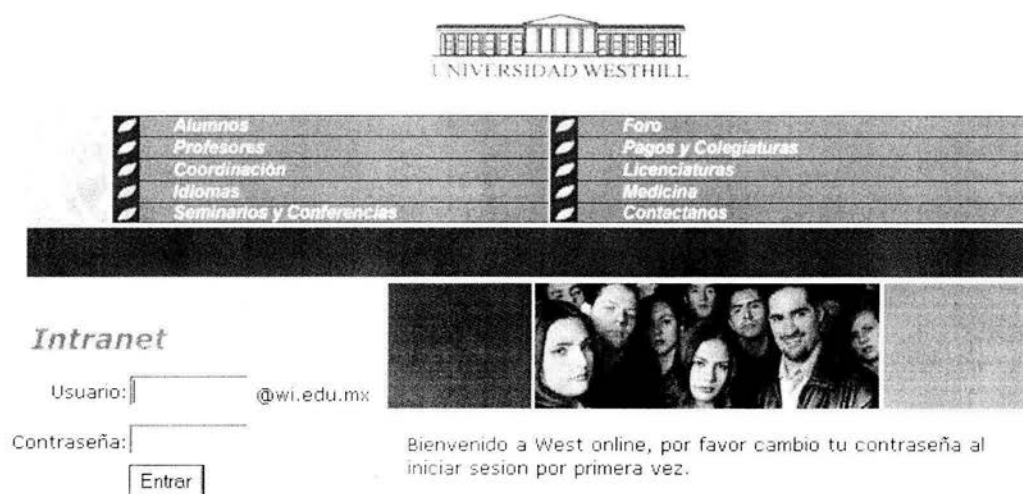 UNIVERSIDAD WESTHILL
Alumnos
Profesores
Coordinación
Idiomas
Seminarios y Conferencias
Foro
Pagos y Colegiaturas
Licenciaturas
Medicina
Contactanos
Intranet
Usuario: @wi.edu.mx
Contraseña:
Entrar
Bienvenido a West online, por favor cambio tu contraseña al
iniciar sesion por primera vez.